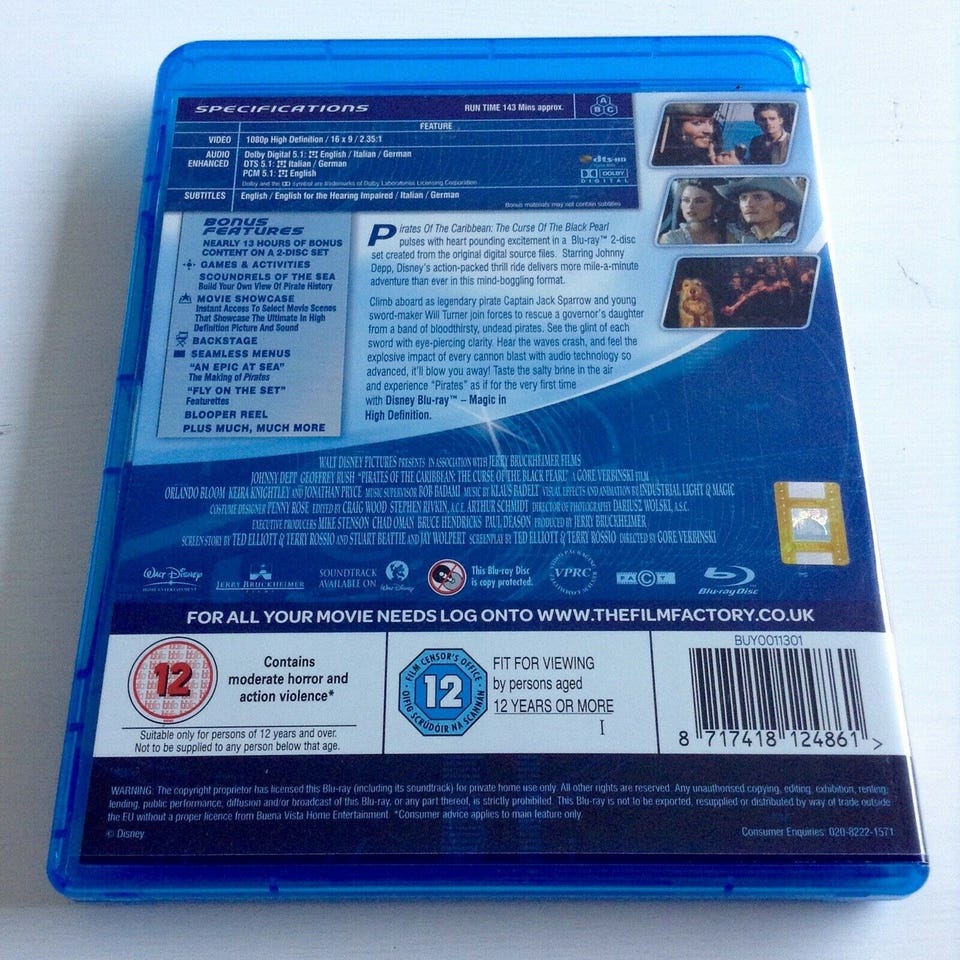 SPECIFICATIONS
RUN TIME 143 Mins approx.
A
B C
FEATURE
VIDEO 1080p High Definition / 16 x 9 / 2.35:1
AUDIO Dolby Digital 5.1: English / Italian / German
ENHANCED DTS 5.1: Italian / German
PCM 5.1: English
Dolby and the DD symbol are trademarks of Dolby Laboratories Licensing Corporation
dts-HD
DOLBY
DIGITAL
SUBTITLES English / English for the Hearing Impaired / Italian / German
Bonus materials may not contain subtitles
BONUS
FEATURES
NEARLY 13 HOURS OF BONUS
CONTENT ON A 2-DISC SET
GAMES & ACTIVITIES
SCOUNDRELS OF THE SEA
Build Your Own View Of Pirate History
MOVIE SHOWCASE
Instant Access To Select Movie Scenes
That Showcase The Ultimate In High
Definition Picture And Sound
BACKSTAGE
SEAMLESS MENUS
"AN EPIC AT SEA"
The Making of Pirates
"FLY ON THE SET"
Featurettes
BLOOPER REEL
PLUS MUCH, MUCH MORE
Pirates Of The Caribbean: The Curse Of The Black Pearl
pulses with heart pounding excitement in a Blu-ray™ 2-disc
set created from the original digital source files. Starring Johnny
Depp, Disney's action-packed thrill ride delivers more mile-a-minute
adventure than ever in this mind-boggling format.
Climb aboard as legendary pirate Captain Jack Sparrow and young
sword-maker Will Turner join forces to rescue a governor's daughter
from a band of bloodthirsty, undead pirates. See the glint of each
sword with eye-piercing clarity. Hear the waves crash, and feel the
explosive impact of every cannon blast with audio technology so
advanced, it'll blow you away! Taste the salty brine in the air
and experience "Pirates" as if for the very first time
with Disney Blu-ray™ – Magic in
High Definition.
WALT DISNEY PICTURES PRESENTS IN ASSOCIATION WITH JERRY BRUCKHEIMER FILMS
JOHNNY DEPP GEOFFREY RUSH "PIRATES OF THE CARIBBEAN: THE CURSE OF THE BLACK PEARL" A GORE VERBINSKI FILM
ORLANDO BLOOM KEIRA KNIGHTLEY AND JONATHAN PRYCE MUSIC SUPERVISOR BOB BADAMI MUSIC BY KLAUS BADELT VISUAL EFFECTS AND ANIMATION BY INDUSTRIAL LIGHT & MAGIC
COSTUME DESIGNER PENNY ROSE EDITED BY CRAIG WOOD STEPHEN RIVKIN, A.C.E. ARTHUR SCHMIDT DIRECTOR OF PHOTOGRAPHY DARIUSZ WOLSKI, A.S.C.
EXECUTIVE PRODUCERS MIKE STENSON CHAD OMAN BRUCE HENDRICKS PAUL DEASON PRODUCED BY JERRY BRUCKHEIMER
SCREEN STORY BY TED ELLIOTT & TERRY ROSSIO AND STUART BEATTIE AND JAY WOLPERT SCREENPLAY BY TED ELLIOTT & TERRY ROSSIO DIRECTED BY GORE VERBINSKI
WALT DISNEY
HOME ENTERTAINMENT
JERRY BRUCKHEIMER
SOUNDTRACK
AVAILABLE ON
Walt Disney
This Blu-ray Disc
is copy protected.
VPRC
FACT
Blu-ray Disc
FOR ALL YOUR MOVIE NEEDS LOG ONTO WWW.THEFILMFACTORY.CO.UK
12
Contains
moderate horror and
action violence*
Suitable only for persons of 12 years and over.
Not to be supplied to any person below that age.
FILM CENSOR'S OFFICE
12
OIFIG SCRÚDÓIR NA SCANNÁN
FIT FOR VIEWING
by persons aged
12 YEARS OR MORE
I
BUY0011301
8 717418 124861 >
WARNING: The copyright proprietor has licensed this Blu-ray (including its soundtrack) for private home use only. All other rights are reserved. Any unauthorised copying, editing, exhibition, renting,
lending, public performance, diffusion and/or broadcast of this Blu-ray, or any part thereof, is strictly prohibited. This Blu-ray is not to be exported, resupplied or distributed by way of trade outside
the EU without a proper licence from Buena Vista Home Entertainment. *Consumer advice applies to main feature only.
© Disney
Consumer Enquiries: 020-8222-1571